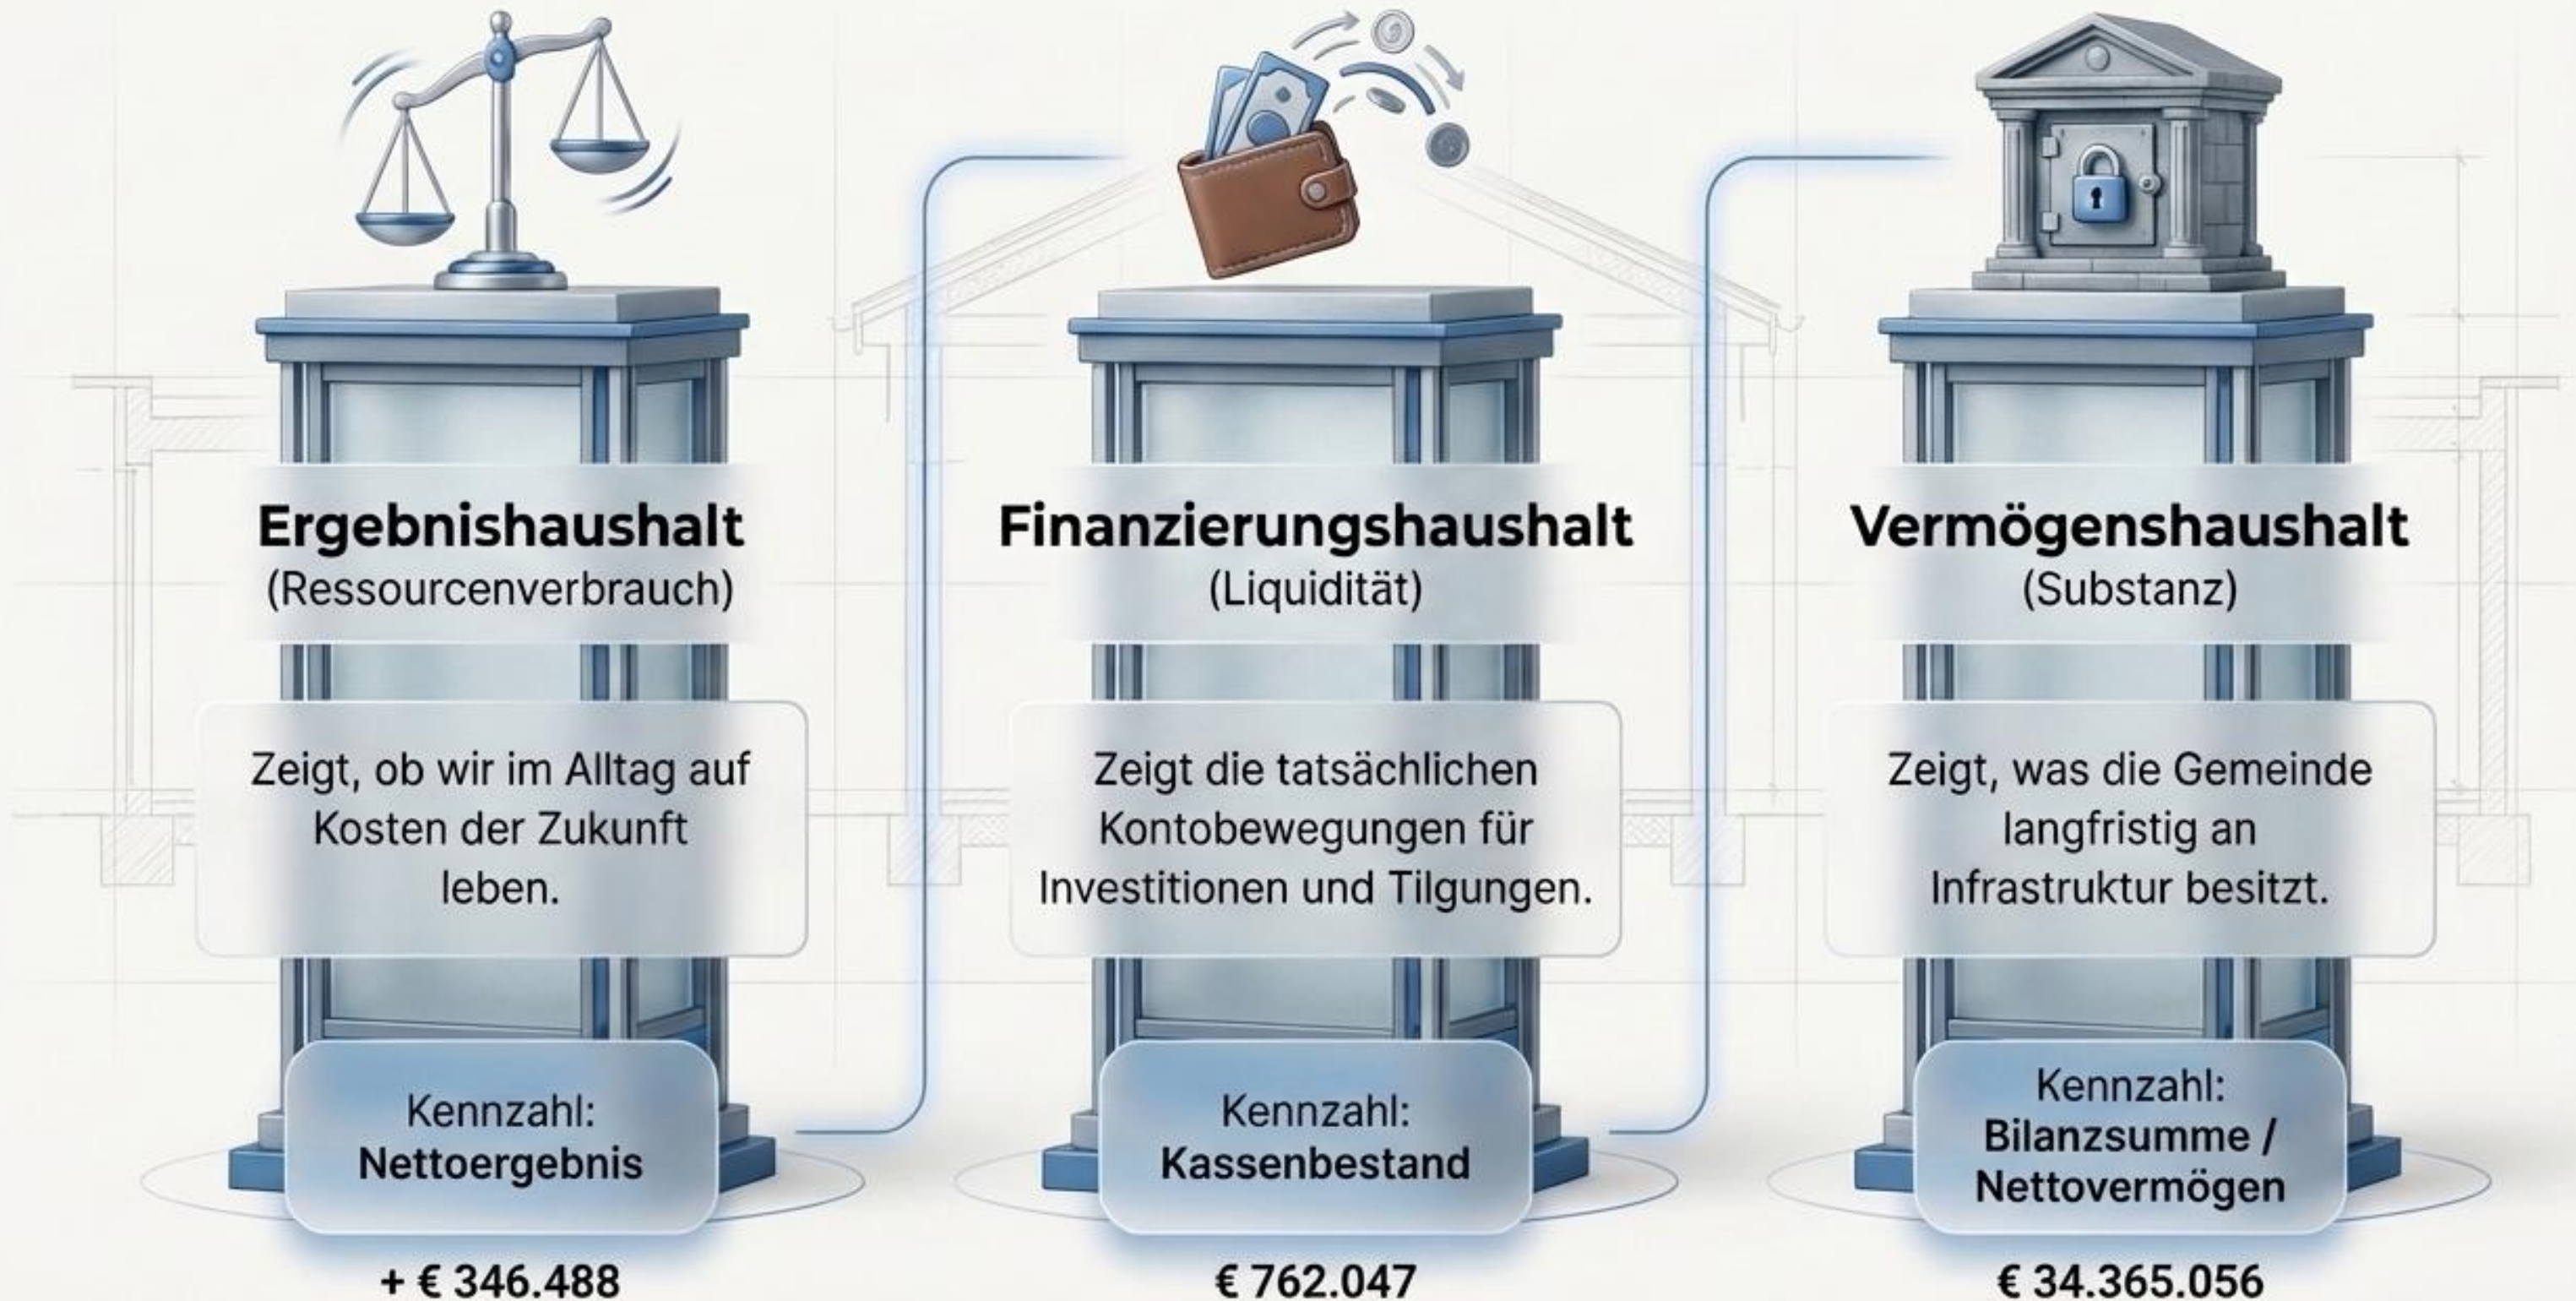 Ergebnishaushalt
(Ressourcenverbrauch)
Zeigt, ob wir im Alltag auf
Kosten der Zukunft
leben.
Kennzahl:
Nettoergebnis
+ € 346.488
Finanzierungshaushalt
(Liquidität)
Zeigt die tatsächlichen
Kontobewegungen für
Investitionen und Tilgungen.
Kennzahl:
Kassenbestand
€ 762.047
Vermögenshaushalt
(Substanz)
Zeigt, was die Gemeinde
langfristig an
Infrastruktur besitzt.
Kennzahl:
Bilanzsumme /
Nettovermögen
€ 34.365.056